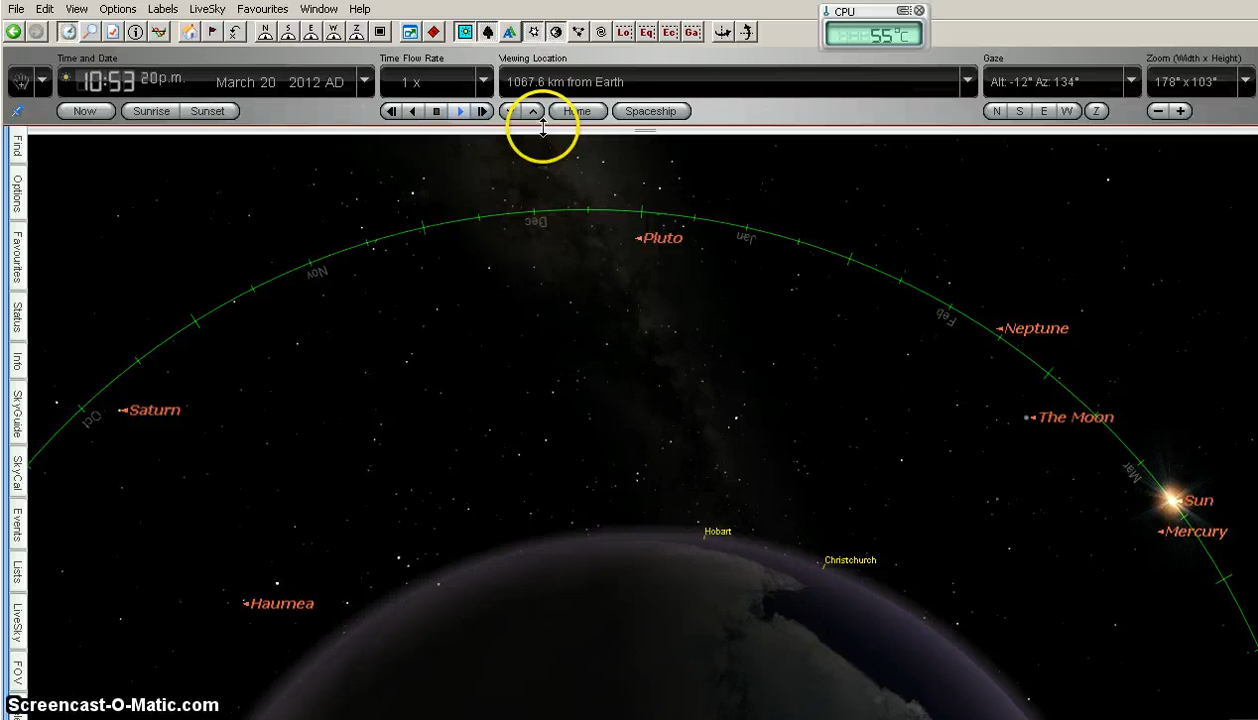 File Edit View Options Labels LiveSky Favourites Window Help
CPU
55°C
N S E W Z Lo Eq Ec Ga
Time and Date Time Flow Rate Viewing Location Gaze Zoom (Width x Height)
10:53 20p.m. March 20 2012 AD 1 x 1067.6 km from Earth Alt: -12° Az: 134° 178° x 103°
Now Sunrise Sunset Home Spaceship N S E W Z
Find
Options
Favourites
Status
Info
SkyGuide
SkyCal
Events
Lists
LiveSky
FOV
Dec
Pluto
Jan
Nov
Feb
Neptune
Saturn
Oct
The Moon
Mar
Sun
Mercury
Hobart
Christchurch
Haumea
Screencast-O-Matic.com